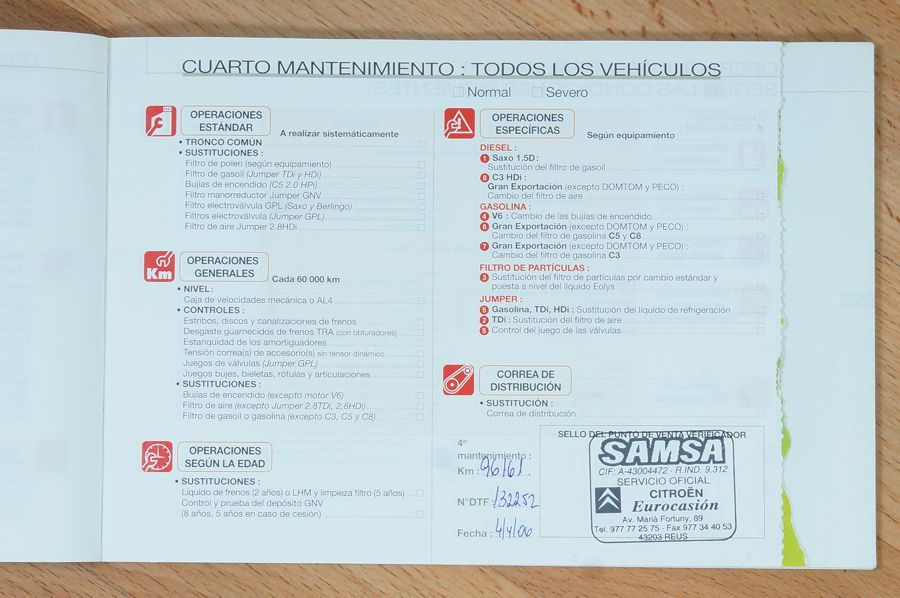 CUARTO MANTENIMIENTO : TODOS LOS VEHÍCULOS
Normal Severo
OPERACIONES ESTÁNDAR
A realizar sistemáticamente
• TRONCO COMÚN
• SUSTITUCIONES :
Filtro de polen (según equipamiento)
Filtro de gasoil (Jumper TDi y HDi)
Bujías de encendido (C5 2.0 HPi)
Filtro manorreductor Jumper GNV
Filtro electroválvula GPL (Saxo y Berlingo)
Filtros electroválvula (Jumper GPL)
Filtro de aire Jumper 2.8HDi
Km
OPERACIONES GENERALES
Cada 60 000 km
• NIVEL :
Caja de velocidades mecánica o AL4
• CONTROLES :
Estribos, discos y canalizaciones de frenos
Desgaste guarnecidos de frenos TRA (con obturadores)
Estanquidad de los amortiguadores
Tensión correa(s) de accesorio(s) sin tensor dinámico
Juegos de válvulas (Jumper GPL)
Juegos bujes, bieletas, rótulas y articulaciones
• SUSTITUCIONES :
Bujías de encendido (excepto motor V6)
Filtro de aire (excepto Jumper 2.8TDi, 2.8HDi)
Filtro de gasoil o gasolina (excepto C3, C5 y C8)
OPERACIONES SEGÚN LA EDAD
• SUSTITUCIONES :
Líquido de frenos (2 años) o LHM y limpieza filtro (5 años)
Control y prueba del depósito GNV
(8 años, 5 años en caso de cesión)
OPERACIONES ESPECÍFICAS
Según equipamiento
DIESEL :
1 Saxo 1.5D :
Sustitución del filtro de gasoil
8 C3 HDi :
Gran Exportación (excepto DOMTOM y PECO) :
Cambio del filtro de aire
GASOLINA :
4 V6 : Cambio de las bujías de encendido
6 Gran Exportación (excepto DOMTOM y PECO) :
Cambio del filtro de gasolina C5 y C8
7 Gran Exportación (excepto DOMTOM y PECO) :
Cambio del filtro de gasolina C3
FILTRO DE PARTÍCULAS :
3 Sustitución del filtro de partículas por cambio estándar y
puesta a nivel del líquido Eolys
JUMPER :
5 Gasolina, TDi, HDi : Sustitución del líquido de refrigeración
2 TDi : Sustitución del filtro de aire
5 Control del juego de las válvulas
CORREA DE DISTRIBUCIÓN
• SUSTITUCIÓN :
Correa de distribución
4°
mantenimiento :
Km : 96161.
N°DTF : 132252
Fecha : 4/4/06
SELLO DEL PUNTO DE VENTA VERIFICADOR
SAMSA
CIF: A-43004472 - R.IND. 9.312
SERVICIO OFICIAL
CITROËN
Eurocasión
Av. Marià Fortuny, 89
Tel. 977 77 25 75 - Fax 977 34 40 53
43203 REUS